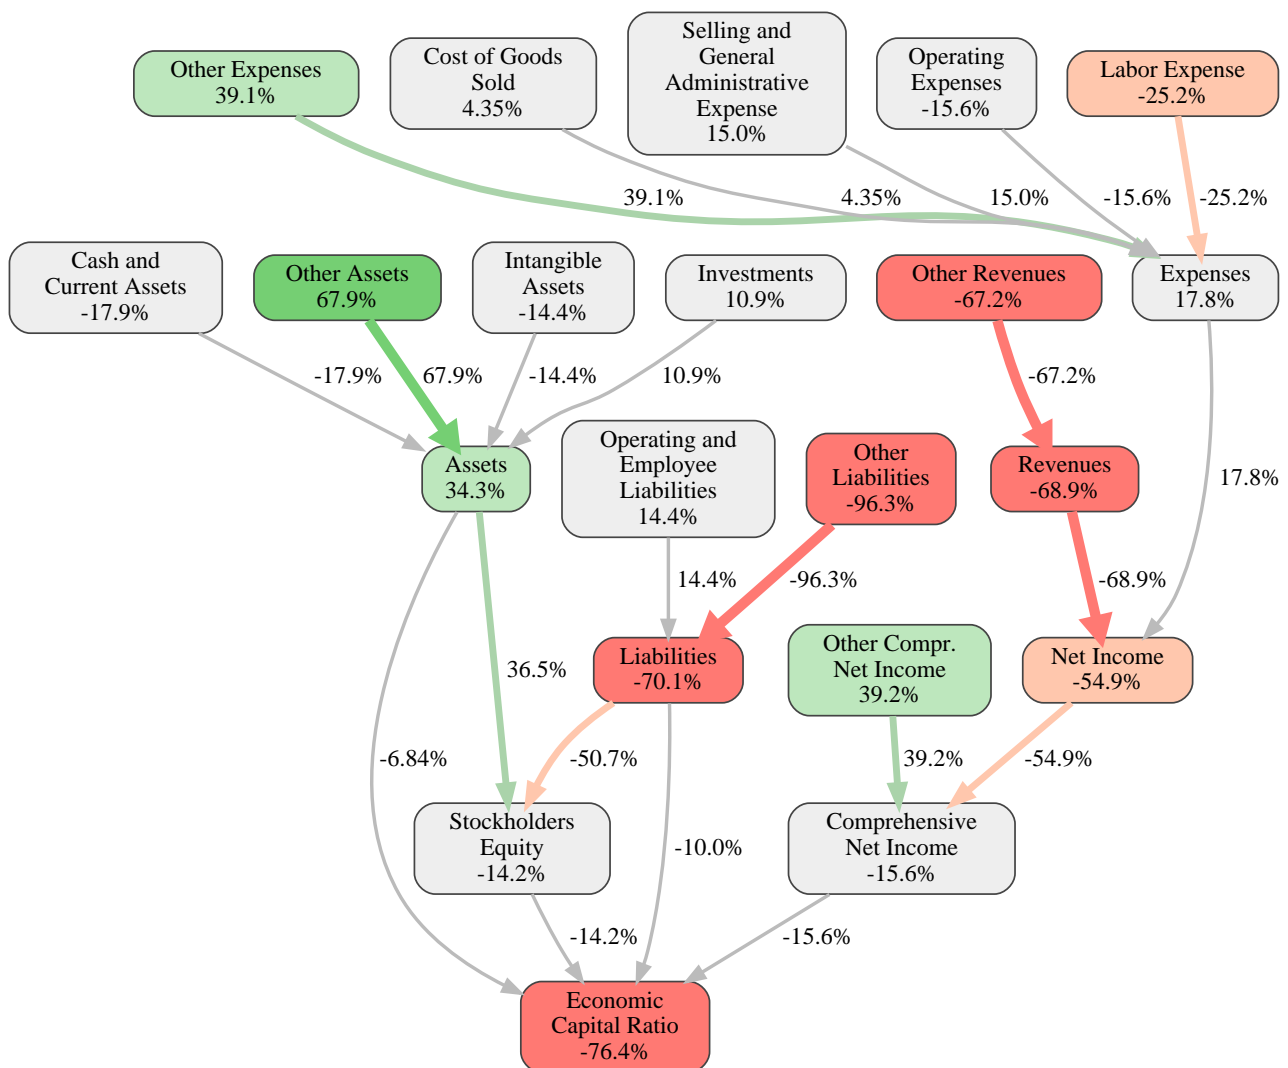 Other Expenses
39.1%
Cost of Goods
Sold
4.35%
Selling and
General
Administrative
Expense
15.0%
Operating
Expenses
-15.6%
Labor Expense
-25.2%
39.1%
4.35%
15.0%
-15.6%
-25.2%
Cash and
Current Assets
-17.9%
Other Assets
67.9%
Intangible
Assets
-14.4%
Investments
10.9%
Other Revenues
-67.2%
Expenses
17.8%
-17.9%
67.9%
-14.4%
10.9%
-67.2%
Assets
34.3%
Operating and
Employee
Liabilities
14.4%
Other
Liabilities
-96.3%
Revenues
-68.9%
17.8%
14.4%
-96.3%
-68.9%
36.5%
Liabilities
-70.1%
Other Compr.
Net Income
39.2%
Net Income
-54.9%
-6.84%
-50.7%
39.2%
-54.9%
Stockholders
Equity
-14.2%
-10.0%
Comprehensive
Net Income
-15.6%
-14.2%
-15.6%
Economic
Capital Ratio
-76.4%